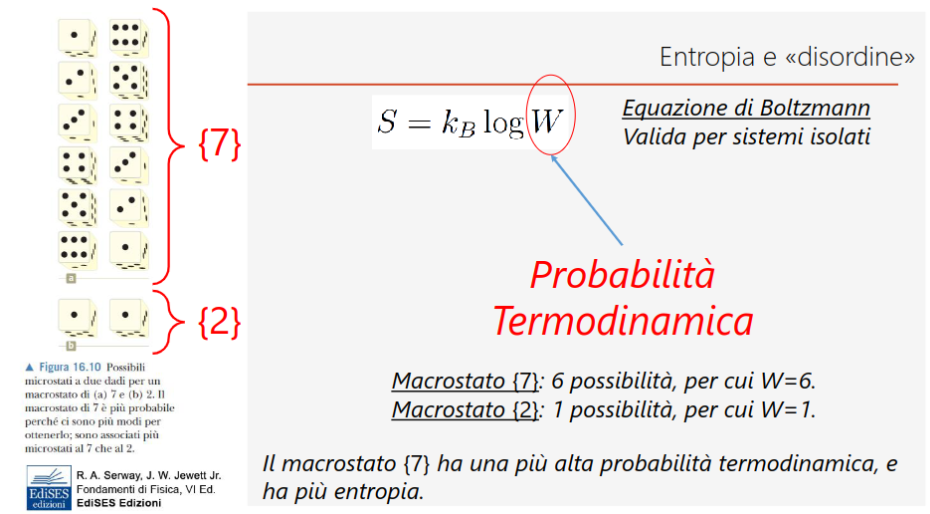 Entropia e «disordine»
S = k_B log W
Equazione di Boltzmann
Valida per sistemi isolati
{7}
a
{2}
b
Probabilità
Termodinamica
Macrostato {7}: 6 possibilità, per cui W=6.
Macrostato {2}: 1 possibilità, per cui W=1.
Il macrostato {7} ha una più alta probabilità termodinamica, e
ha più entropia.
▲ Figura 16.10 Possibili
microstati a due dadi per un
macrostato di (a) 7 e (b) 2. Il
macrostato di 7 è più probabile
perché ci sono più modi per
ottenerlo; sono associati più
microstati al 7 che al 2.
EdiSES
edizioni
R. A. Serway, J. W. Jewett Jr.
Fondamenti di Fisica, VI Ed.
EdiSES Edizioni